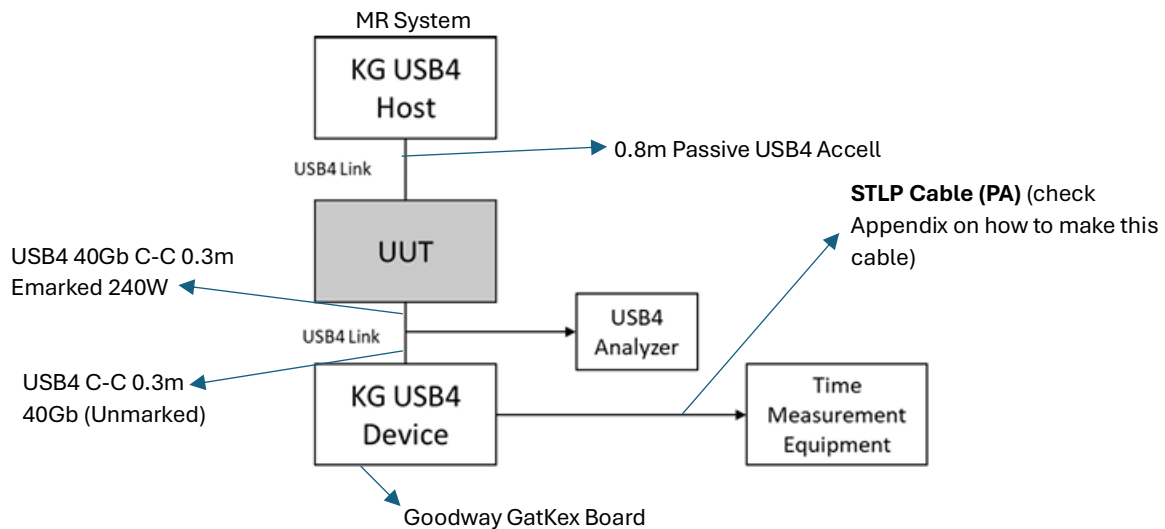 MR System
KG USB4
Host
USB4 Link
0.8m Passive USB4 Accell
STLP Cable (PA) (check
Appendix on how to make this
cable)
UUT
USB4 40Gb C-C 0.3m
Emarked 240W
USB4 Link
USB4
Analyzer
USB4 C-C 0.3m
40Gb (Unmarked)
KG USB4
Device
Time
Measurement
Equipment
Goodway GatKex Board